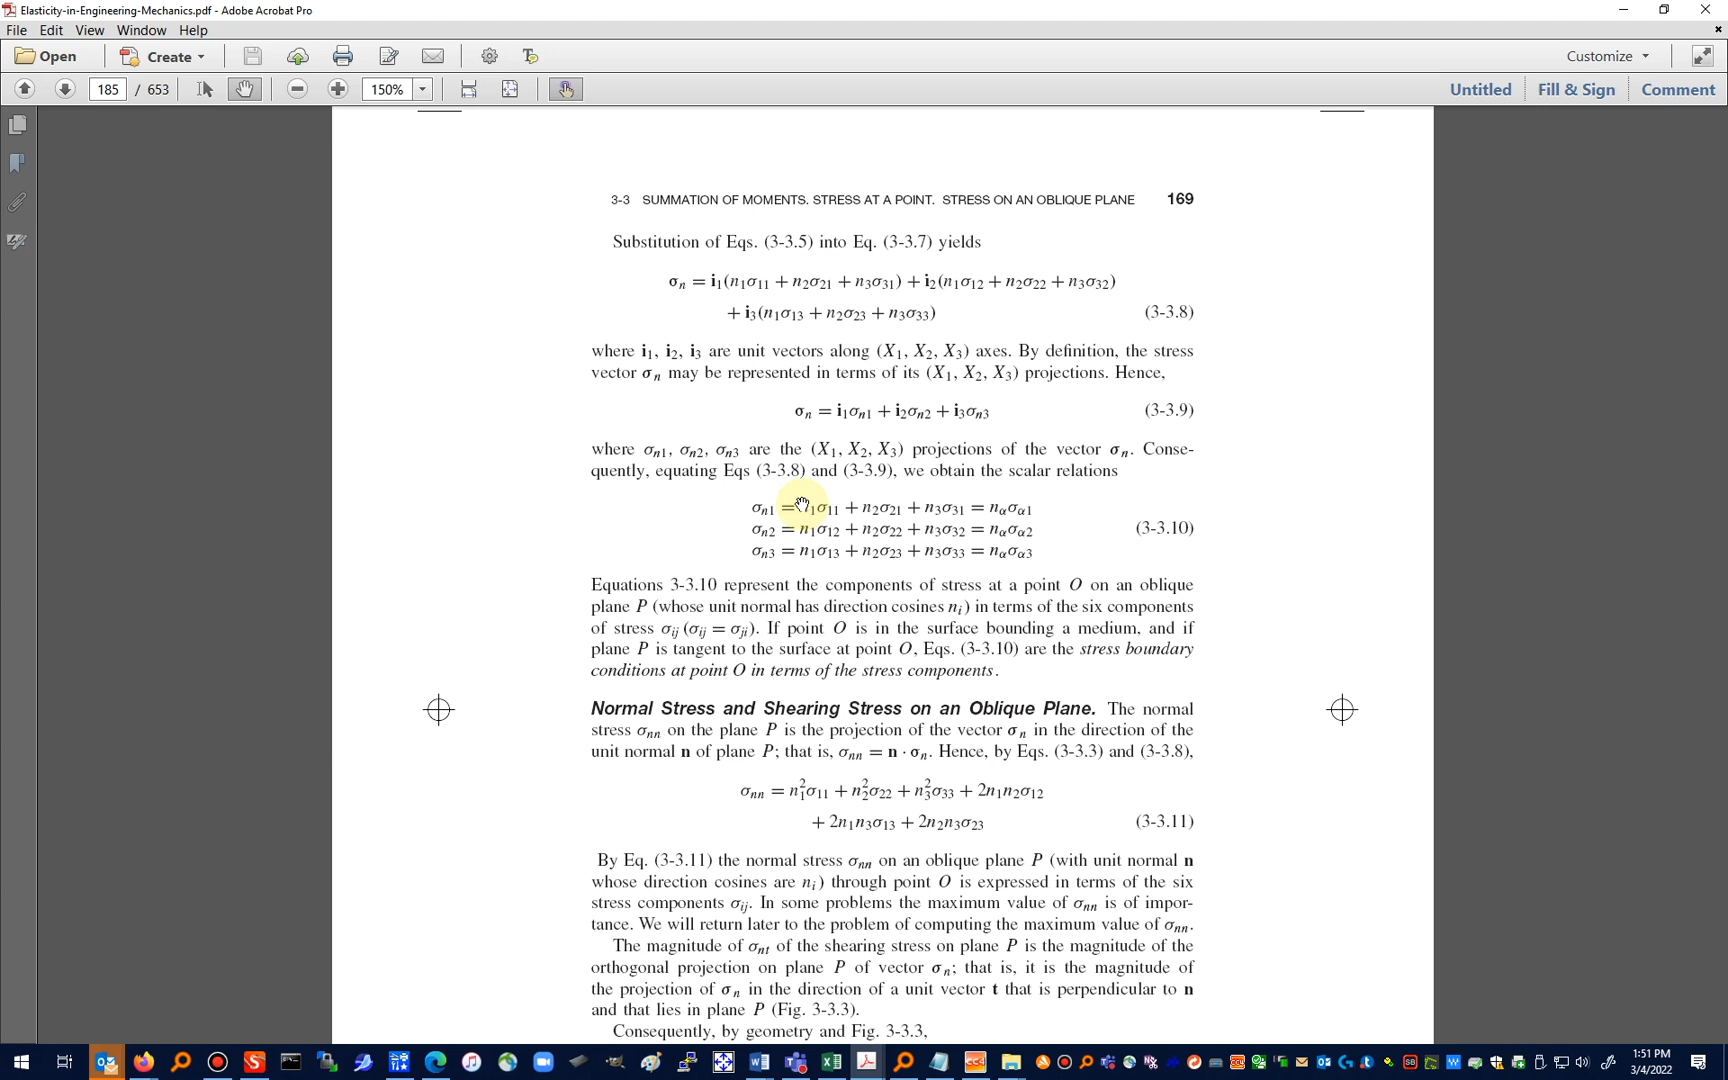 Elasticity-in-Engineering-Mechanics.pdf - Adobe Acrobat Pro
File Edit View Window Help
Open Create Customize
185 / 653 150% Untitled Fill & Sign Comment
3-3 SUMMATION OF MOMENTS. STRESS AT A POINT. STRESS ON AN OBLIQUE PLANE 169
Substitution of Eqs. (3-3.5) into Eq. (3-3.7) yields
σn = i1(n1σ11 + n2σ21 + n3σ31) + i2(n1σ12 + n2σ22 + n3σ32)
+ i3(n1σ13 + n2σ23 + n3σ33) (3-3.8)
where i1, i2, i3 are unit vectors along (X1, X2, X3) axes. By definition, the stress
vector σn may be represented in terms of its (X1, X2, X3) projections. Hence,
σn = i1σn1 + i2σn2 + i3σn3 (3-3.9)
where σn1, σn2, σn3 are the (X1, X2, X3) projections of the vector σn. Conse-
quently, equating Eqs (3-3.8) and (3-3.9), we obtain the scalar relations
σn1 = n1σ11 + n2σ21 + n3σ31 = nασα1
σn2 = n1σ12 + n2σ22 + n3σ32 = nασα2 (3-3.10)
σn3 = n1σ13 + n2σ23 + n3σ33 = nασα3
Equations 3-3.10 represent the components of stress at a point O on an oblique
plane P (whose unit normal has direction cosines ni) in terms of the six components
of stress σij (σij = σji). If point O is in the surface bounding a medium, and if
plane P is tangent to the surface at point O, Eqs. (3-3.10) are the stress boundary
conditions at point O in terms of the stress components.
Normal Stress and Shearing Stress on an Oblique Plane. The normal
stress σnn on the plane P is the projection of the vector σn in the direction of the
unit normal n of plane P; that is, σnn = n · σn. Hence, by Eqs. (3-3.3) and (3-3.8),
σnn = n1²σ11 + n2²σ22 + n3²σ33 + 2n1n2σ12
+ 2n1n3σ13 + 2n2n3σ23 (3-3.11)
By Eq. (3-3.11) the normal stress σnn on an oblique plane P (with unit normal n
whose direction cosines are ni) through point O is expressed in terms of the six
stress components σij. In some problems the maximum value of σnn is of impor-
tance. We will return later to the problem of computing the maximum value of σnn.
The magnitude of σnt of the shearing stress on plane P is the magnitude of the
orthogonal projection on plane P of vector σn; that is, it is the magnitude of
the projection of σn in the direction of a unit vector t that is perpendicular to n
and that lies in plane P (Fig. 3-3.3).
Consequently, by geometry and Fig. 3-3.3,
1:51 PM
3/4/2022